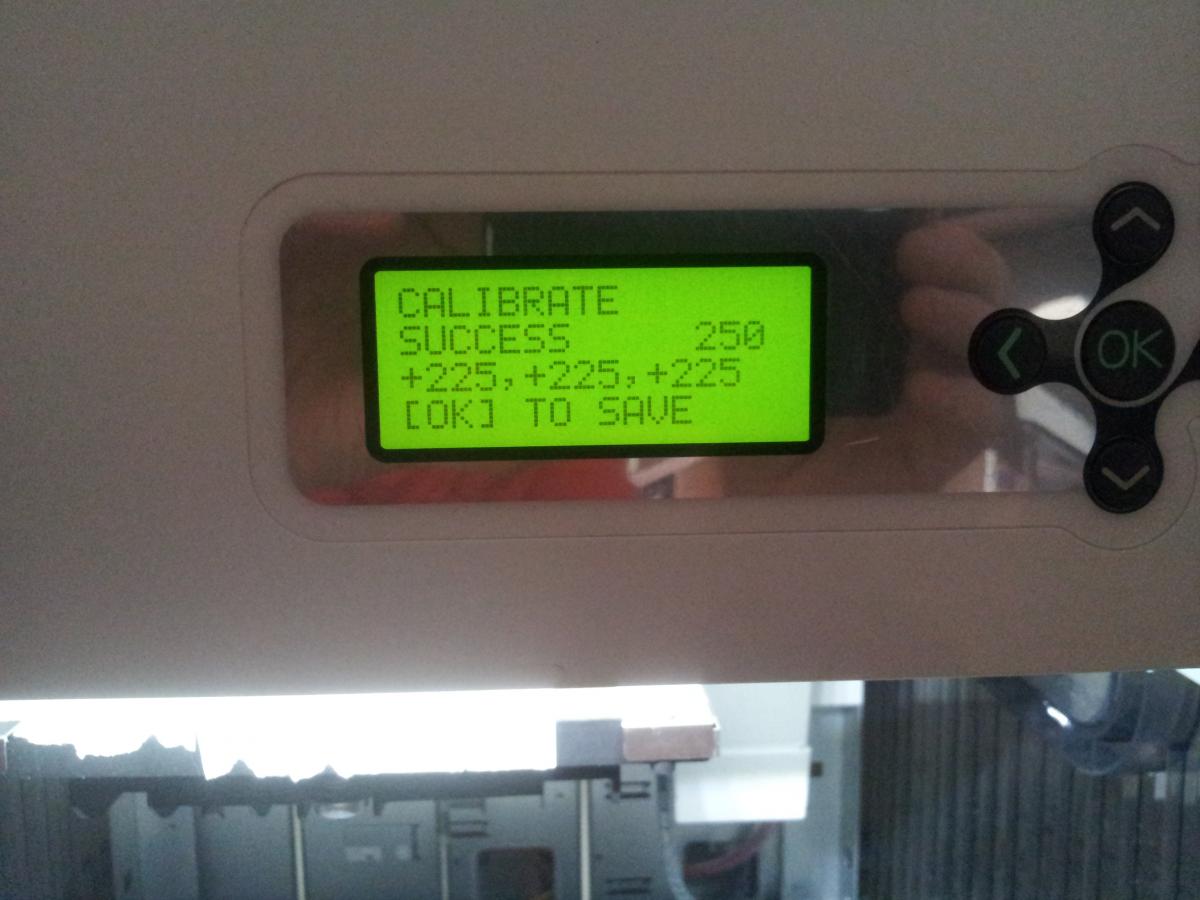 CALIBRATE
SUCCESS 250
+225,+225,+225
[OK] TO SAVE
OK